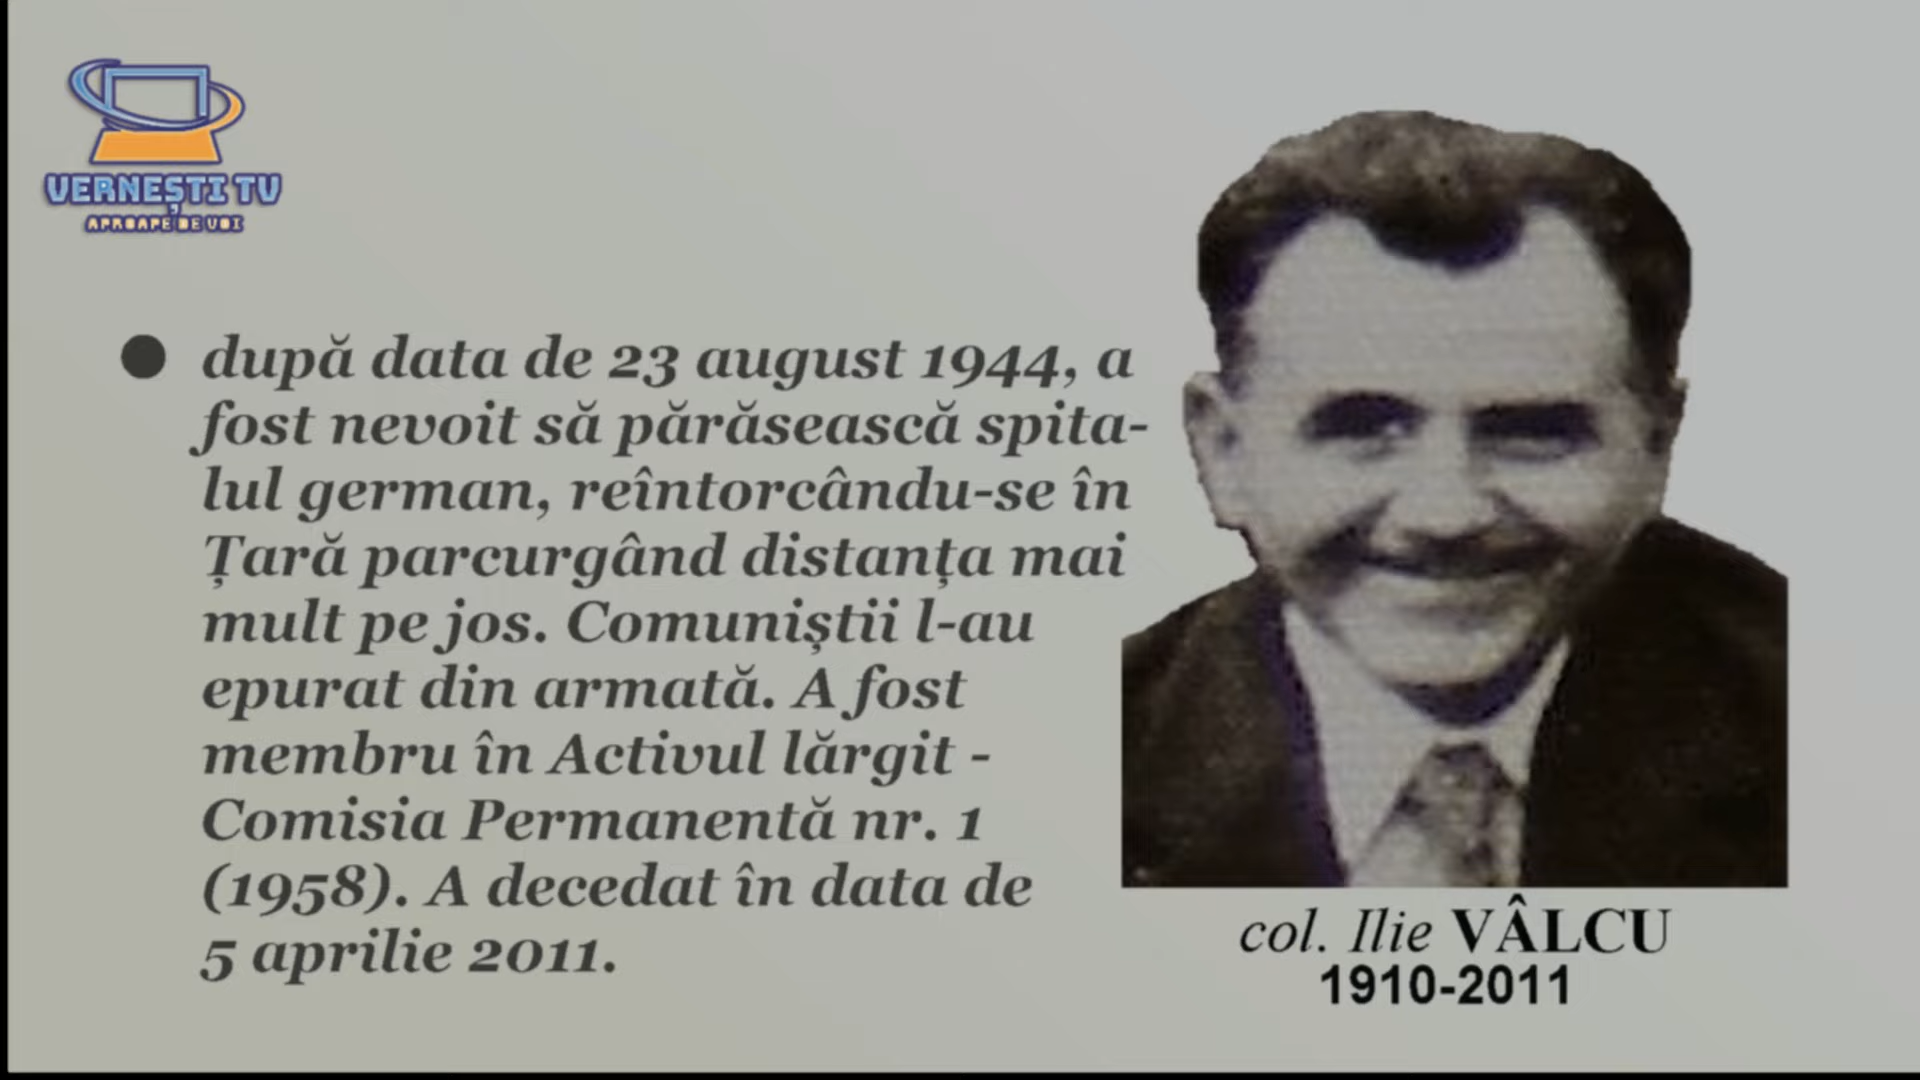 VERNEȘTI TV
APROAPE DE VOI
după data de 23 august 1944, a
fost nevoit să părăsească spita-
lul german, reîntorcându-se în
Țară parcurgând distanța mai
mult pe jos. Comuniștii l-au
epurat din armată. A fost
membru în Activul lărgit -
Comisia Permanentă nr. 1
(1958). A decedat în data de
5 aprilie 2011.
col. Ilie VÂLCU
1910-2011